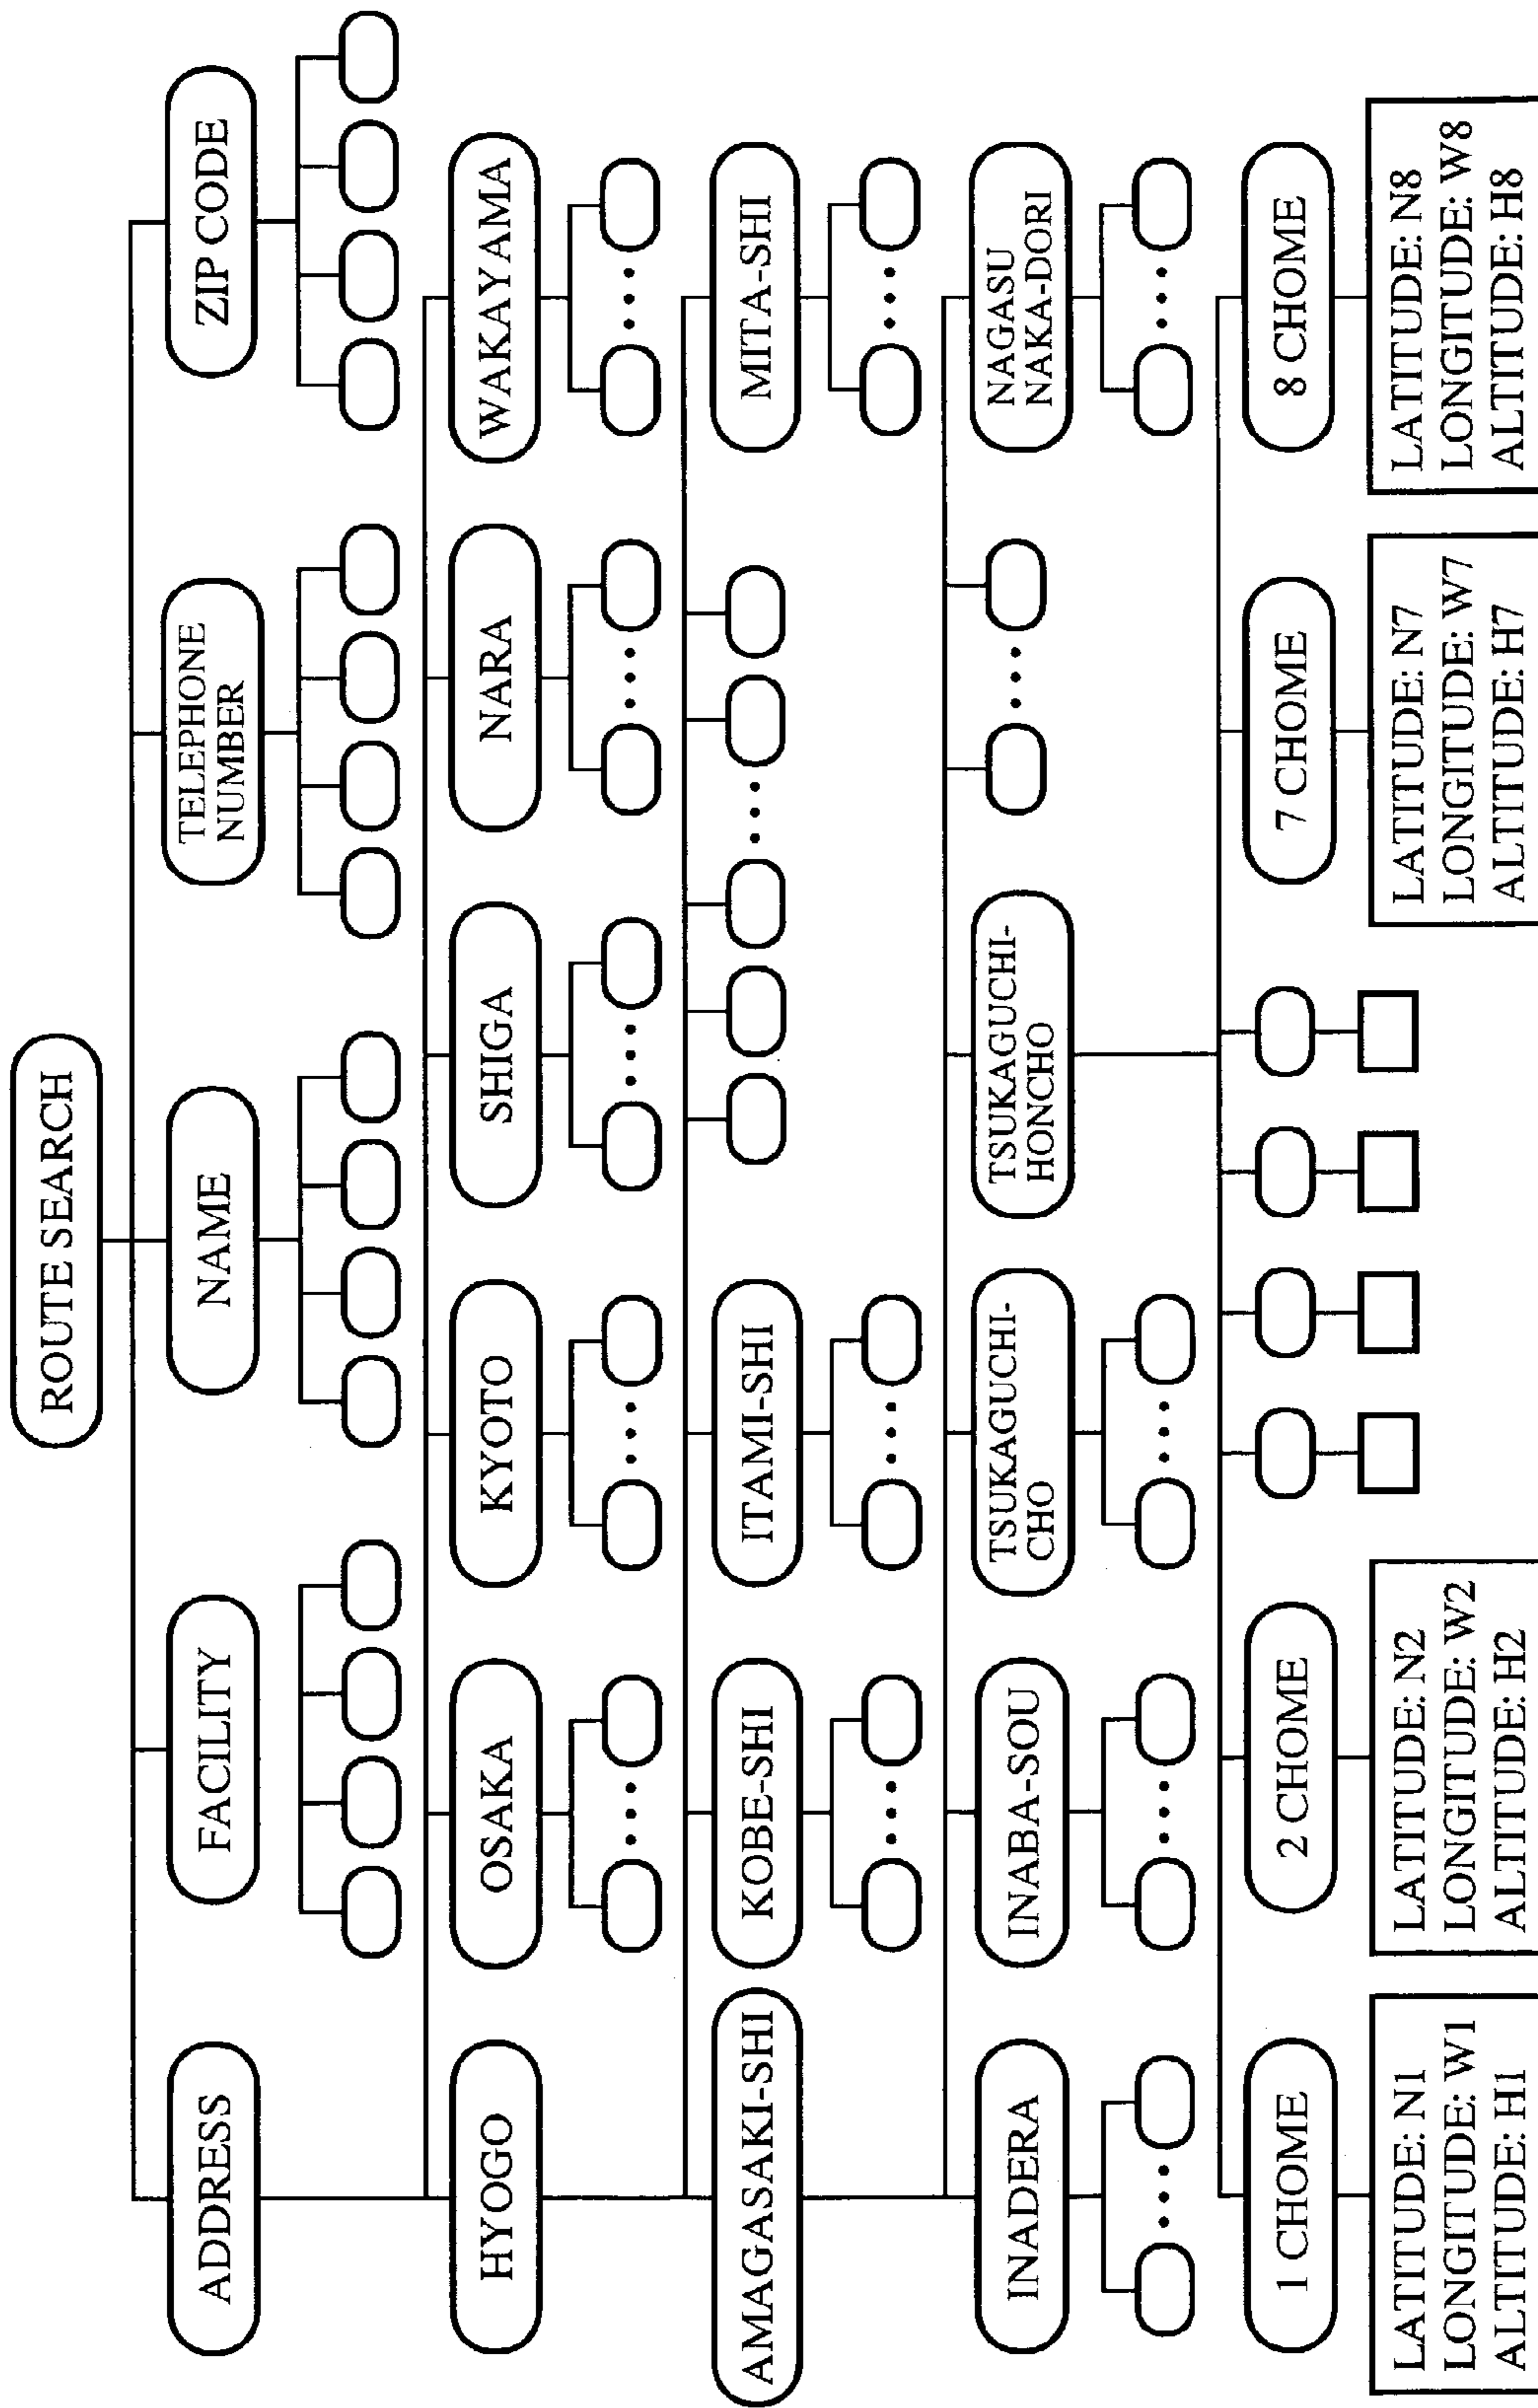 ROUTE SEARCH
ADDRESS
FACILITY
NAME
TELEPHONE
NUMBER
ZIP CODE
HYOGO
OSAKA
KYOTO
SHIGA
NARA
WAKAYAMA
AMAGASAKI-SHI
KOBE-SHI
ITAMI-SHI
MITA-SHI
INADERA
INABA-SOU
TSUKAGUCHI-
CHO
TSUKAGUCHI-
HONCHO
NAGASU
NAKA-DORI
1 CHOME
2 CHOME
7 CHOME
8 CHOME
LATITUDE: N1
LONGITUDE: W1
ALTITUDE: H1
LATITUDE: N2
LONGITUDE: W2
ALTITUDE: H2
LATITUDE: N7
LONGITUDE: W7
ALTITUDE: H7
LATITUDE: N8
LONGITUDE: W8
ALTITUDE: H8